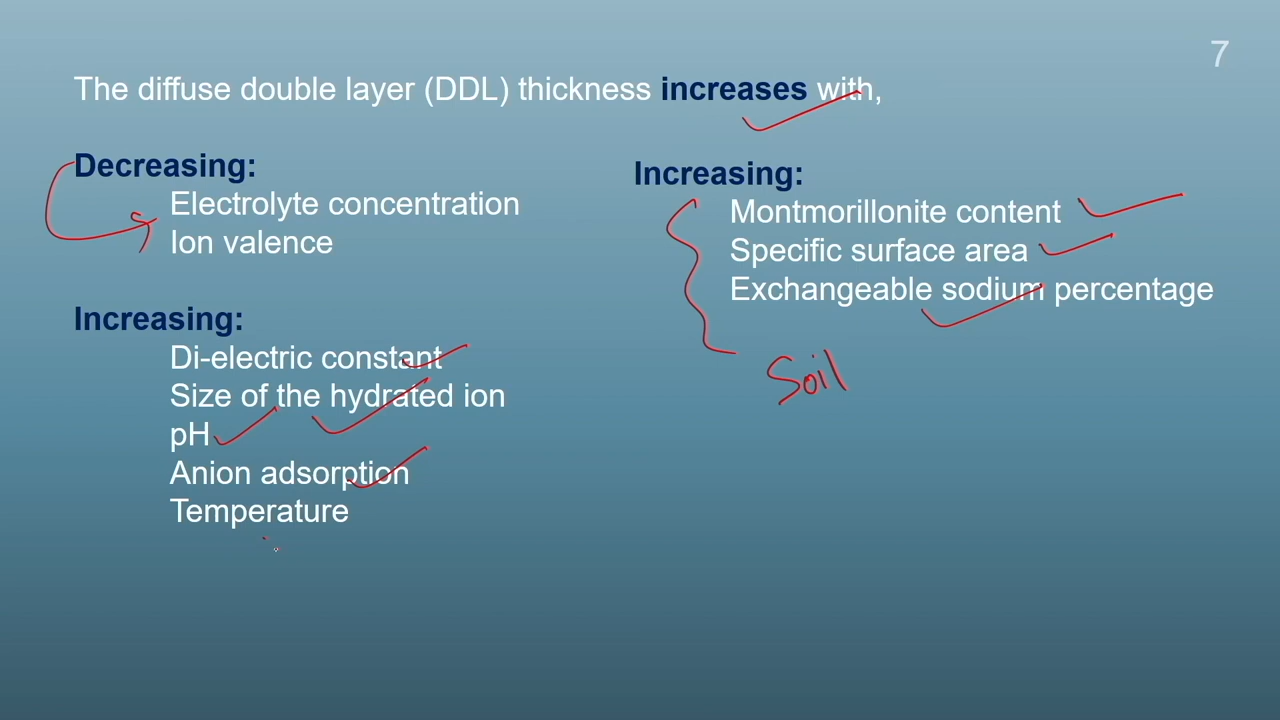 7
The diffuse double layer (DDL) thickness increases with,
Decreasing:
Electrolyte concentration
Ion valence
Increasing:
Di-electric constant
Size of the hydrated ion
pH
Anion adsorption
Temperature
Increasing:
Montmorillonite content
Specific surface area
Exchangeable sodium percentage
Soil